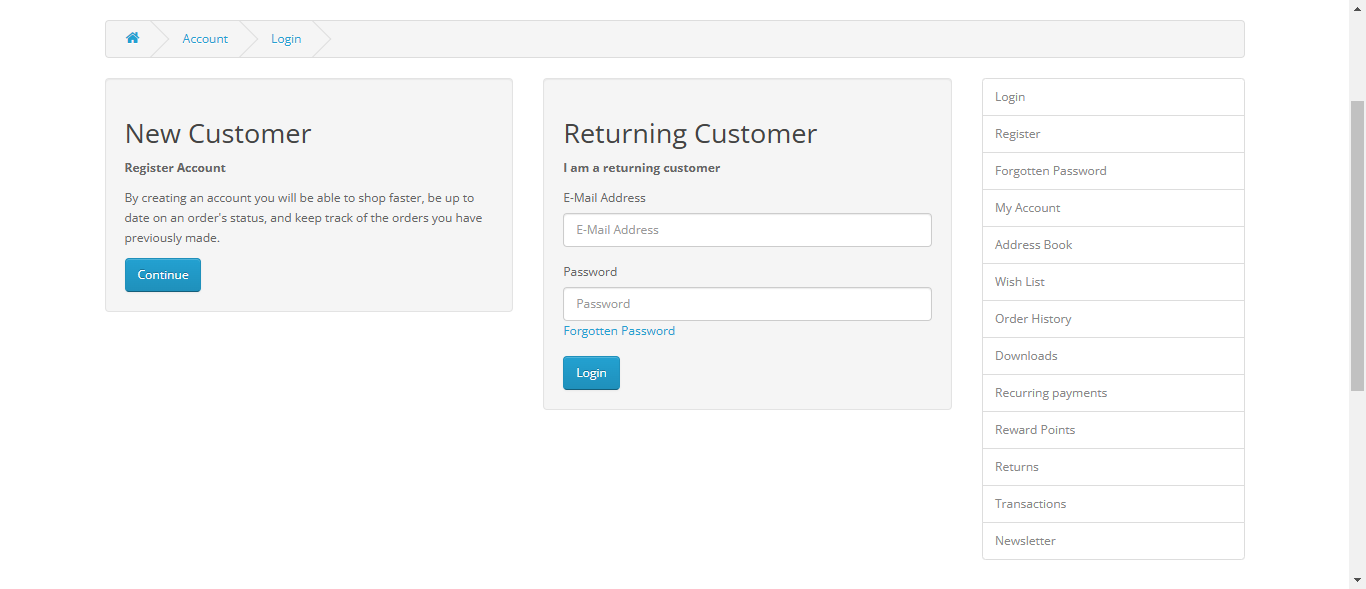 Account
Login
New Customer
Register Account
By creating an account you will be able to shop faster, be up to
date on an order's status, and keep track of the orders you have
previously made.
Continue
Returning Customer
I am a returning customer
E-Mail Address
E-Mail Address
Password
Password
Forgotten Password
Login
Login
Register
Forgotten Password
My Account
Address Book
Wish List
Order History
Downloads
Recurring payments
Reward Points
Returns
Transactions
Newsletter